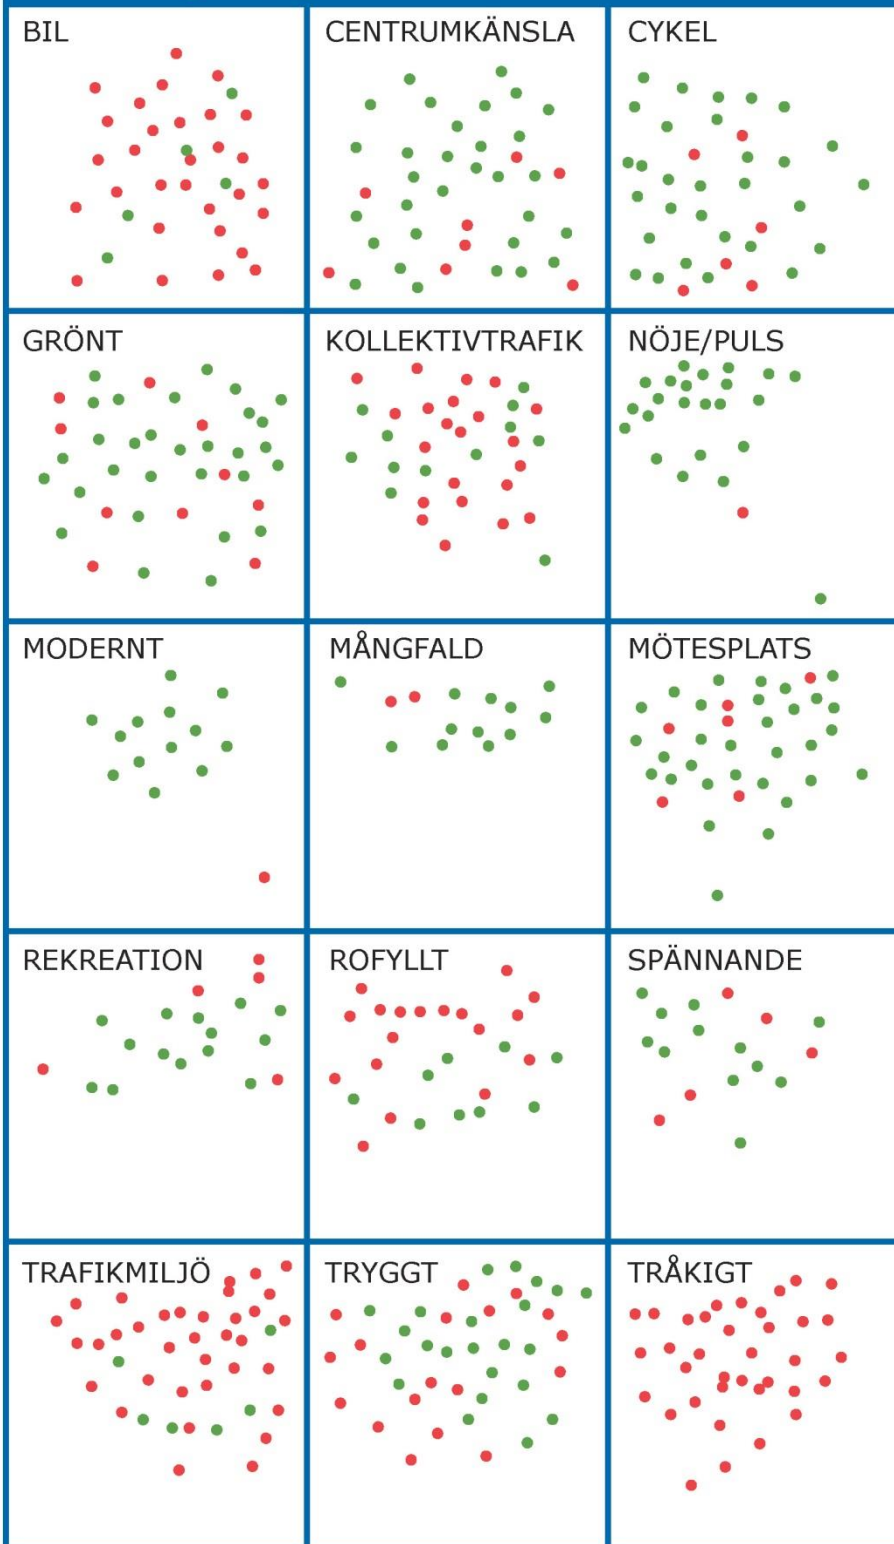 BIL
CENTRUMKÄNSLA
CYKEL
GRÖNT
KOLLEKTIVTRAFIK
NÖJE/PULS
MODERNT
MÅNGFALD
MÖTESPLATS
REKREATION
ROFYLLT
SPÄNNANDE
TRAFIKMILJÖ
TRYGGT
TRÅKIGT